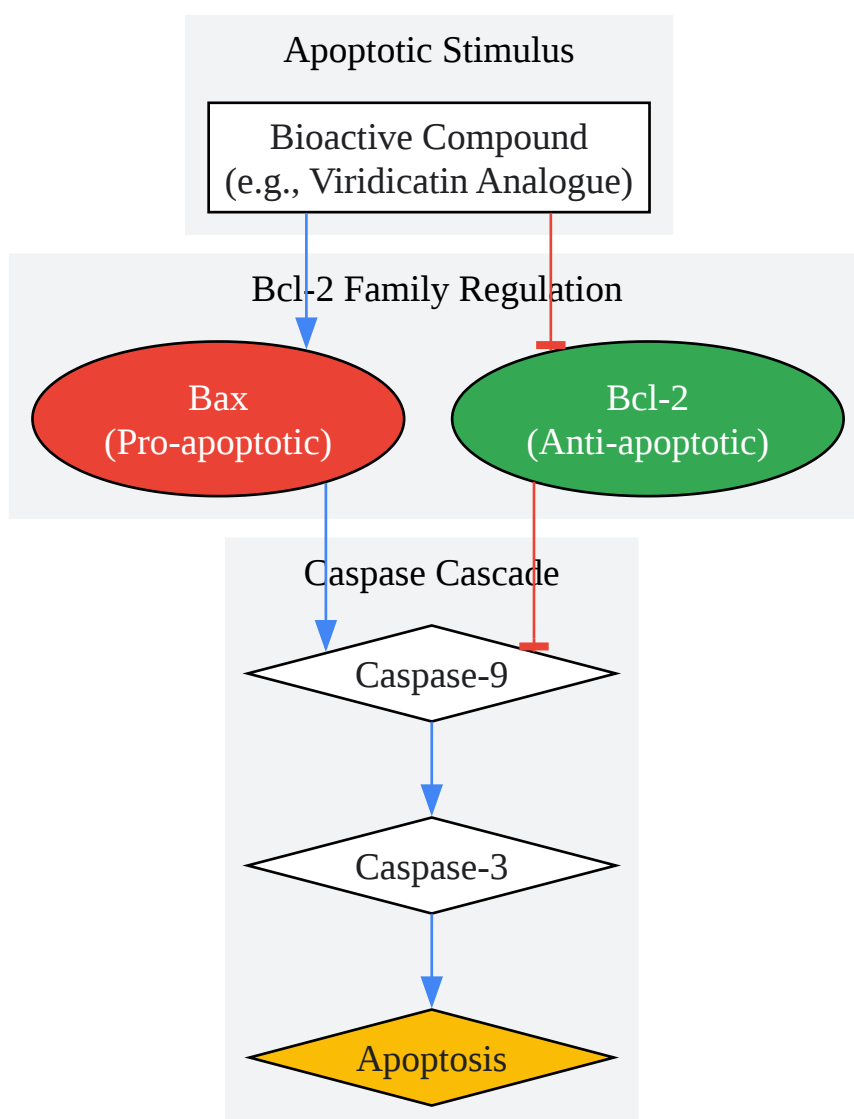 Apoptotic Stimulus
Bioactive Compound
(e.g., Viridicatin Analogue)
Bcl-2 Family Regulation
Bax
(Pro-apoptotic)
Bcl-2
(Anti-apoptotic)
Caspase Cascade
Caspase-9
Caspase-3
Apoptosis